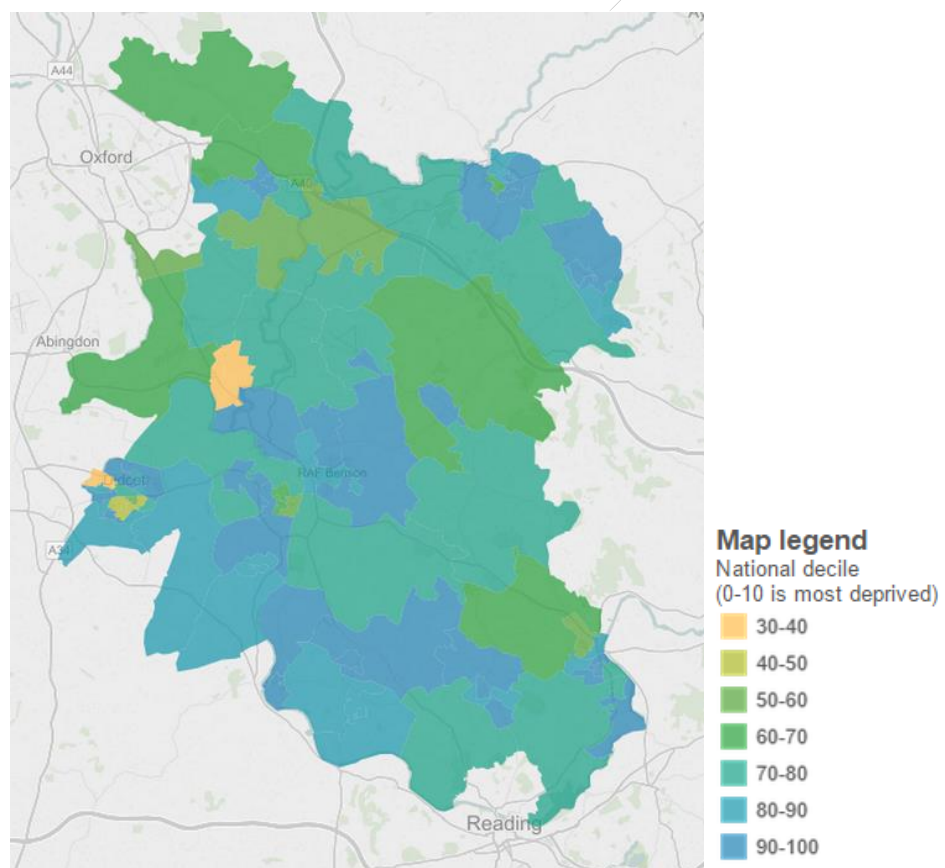 A44
Oxford
A40
Abingdon
RAF Benson
A34
Reading
Map legend
National decile
(0-10 is most deprived)
30-40
40-50
50-60
60-70
70-80
80-90
90-100